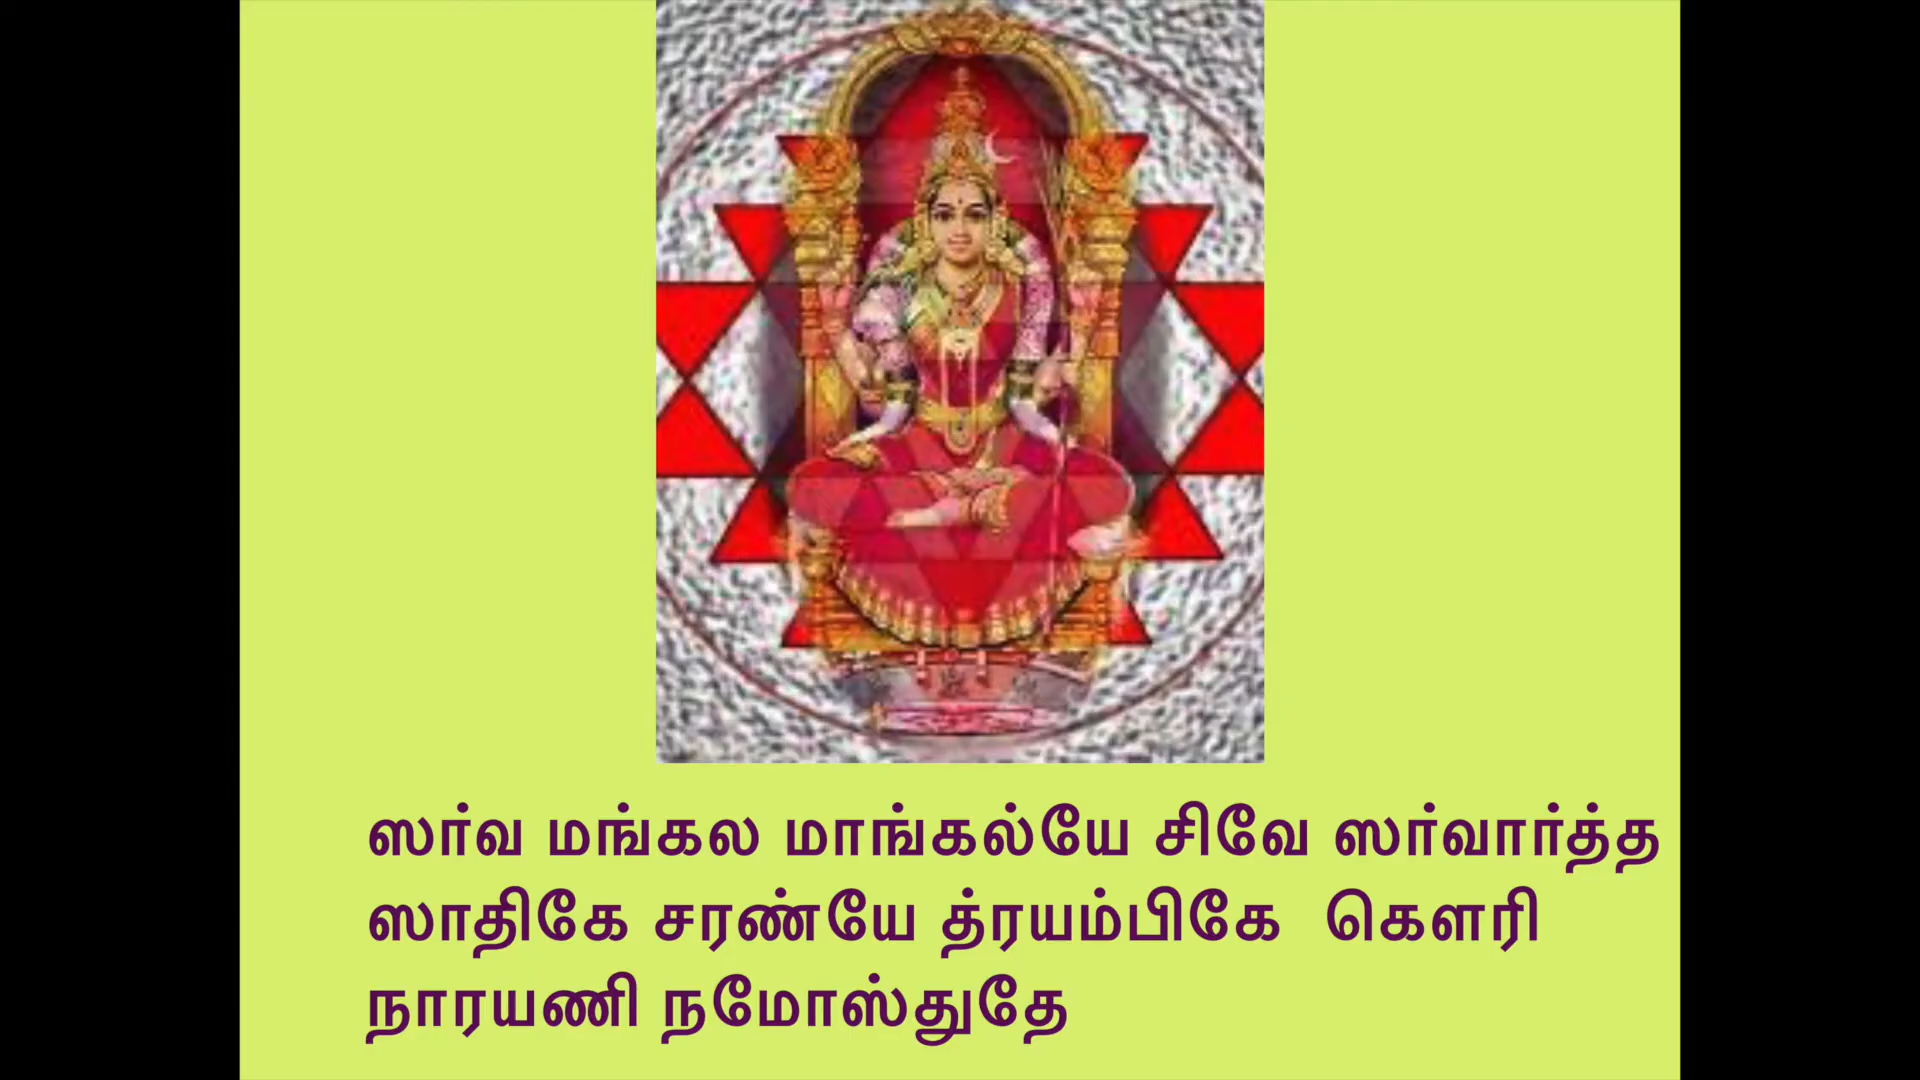 ஸர்வ மங்கல மாங்கல்யே சிவே ஸர்வார்த்த
ஸாதிகே சரண்யே த்ரயம்பிகே கௌரி
நாரயணி நமோஸ்துதே